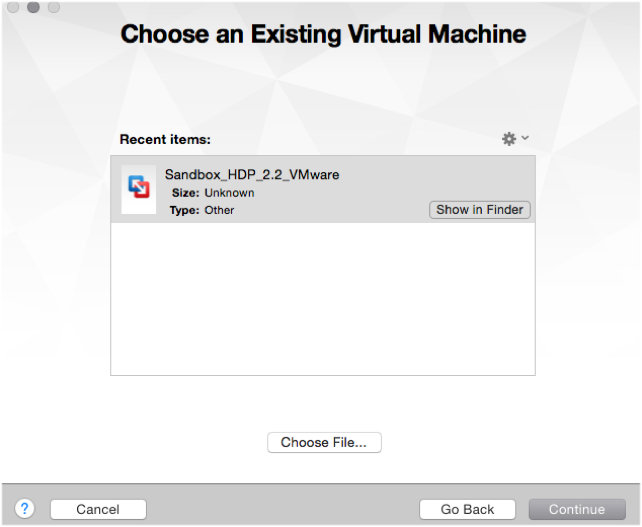 Choose an Existing Virtual Machine
Recent items:
Sandbox_HDP_2.2_VMware
Size: Unknown
Type: Other
Show in Finder
Choose File...
?
Cancel
Go Back
Continue